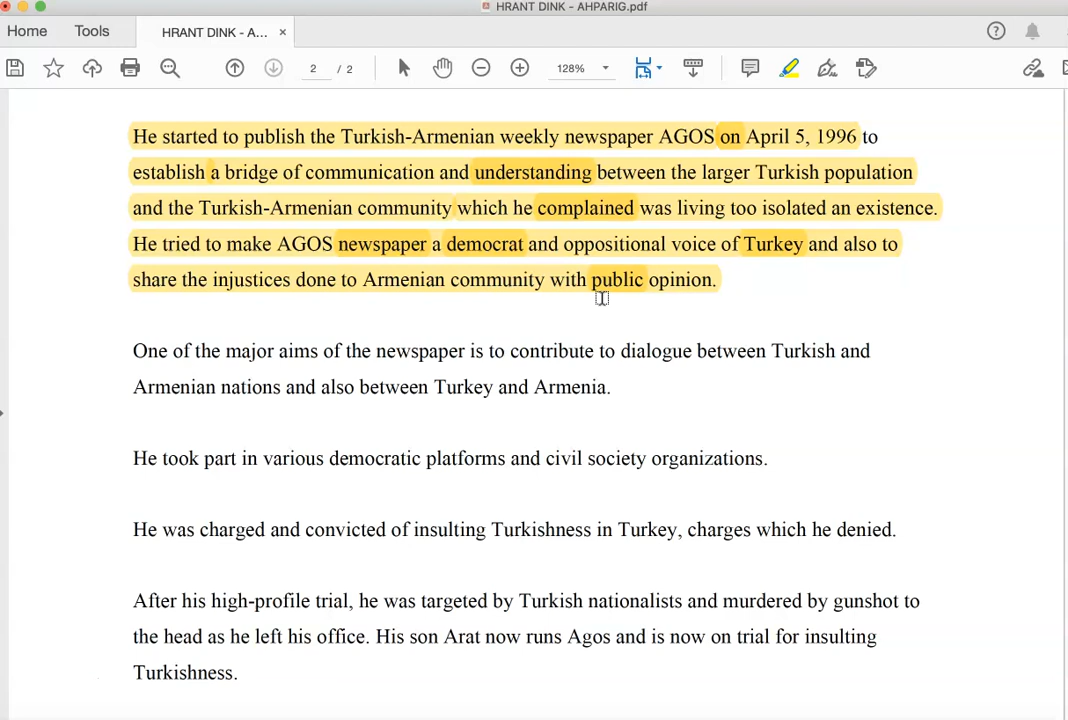 HRANT DINK - AHPARIG.pdf
Home Tools HRANT DINK - A... ×
2 / 2 128%
He started to publish the Turkish-Armenian weekly newspaper AGOS on April 5, 1996 to
establish a bridge of communication and understanding between the larger Turkish population
and the Turkish-Armenian community which he complained was living too isolated an existence.
He tried to make AGOS newspaper a democrat and oppositional voice of Turkey and also to
share the injustices done to Armenian community with public opinion.
One of the major aims of the newspaper is to contribute to dialogue between Turkish and
Armenian nations and also between Turkey and Armenia.
He took part in various democratic platforms and civil society organizations.
He was charged and convicted of insulting Turkishness in Turkey, charges which he denied.
After his high-profile trial, he was targeted by Turkish nationalists and murdered by gunshot to
the head as he left his office. His son Arat now runs Agos and is now on trial for insulting
Turkishness.